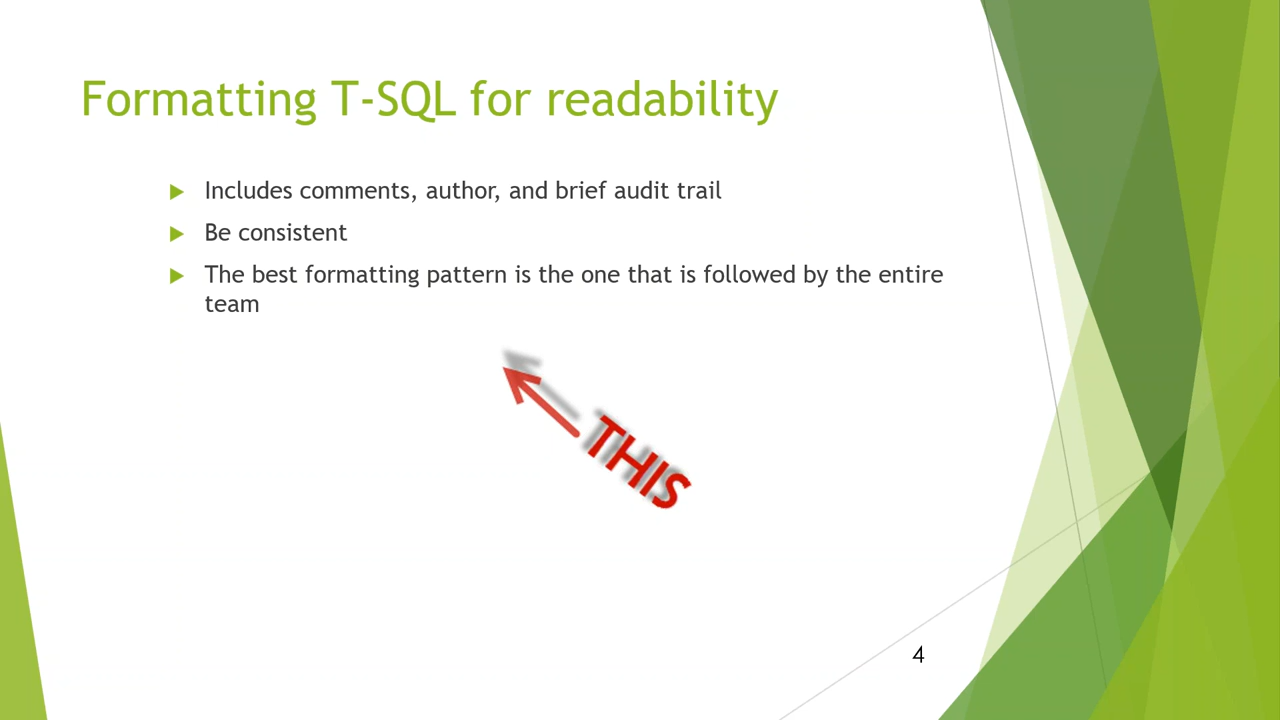 Formatting T-SQL for readability
Includes comments, author, and brief audit trail
Be consistent
The best formatting pattern is the one that is followed by the entire
team
THIS
4